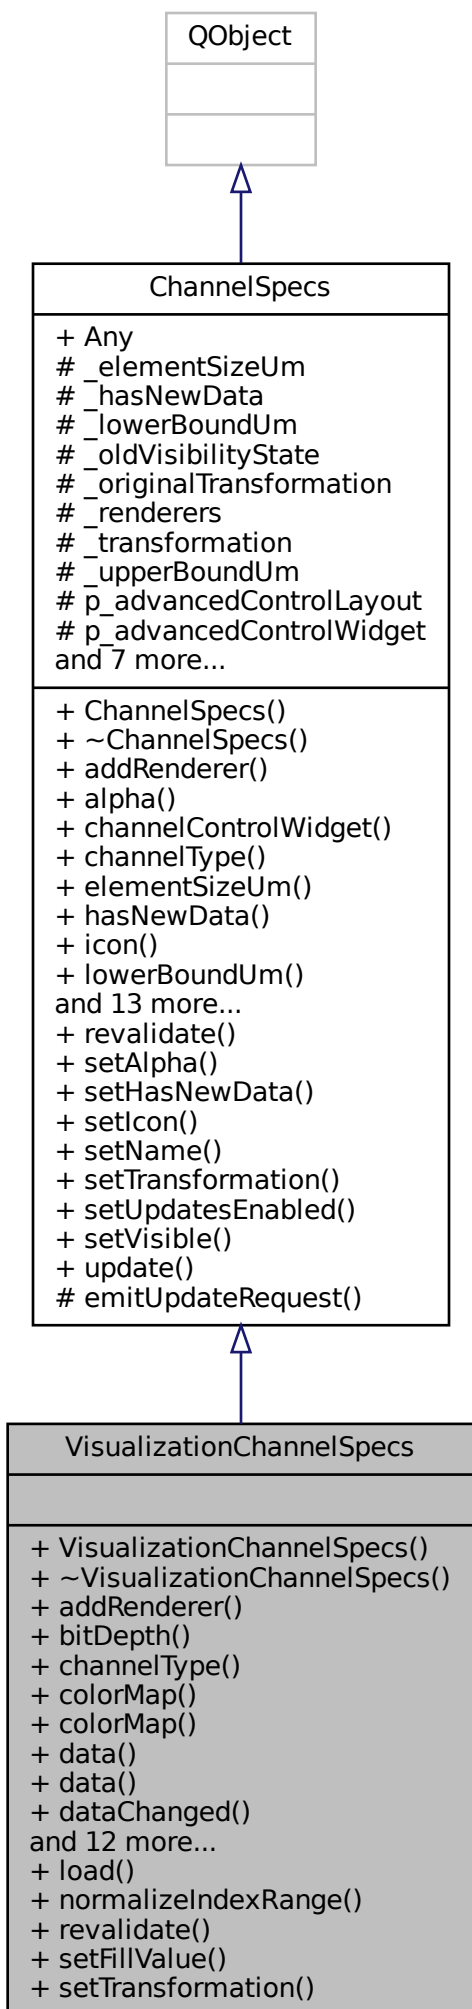 QObject
ChannelSpecs
+ Any
# _elementSizeUm
# _hasNewData
# _lowerBoundUm
# _oldVisibilityState
# _originalTransformation
# _renderers
# _transformation
# _upperBoundUm
# p_advancedControlLayout
# p_advancedControlWidget
and 7 more...
+ ChannelSpecs()
+ ~ChannelSpecs()
+ addRenderer()
+ alpha()
+ channelControlWidget()
+ channelType()
+ elementSizeUm()
+ hasNewData()
+ icon()
+ lowerBoundUm()
and 13 more...
+ revalidate()
+ setAlpha()
+ setHasNewData()
+ setIcon()
+ setName()
+ setTransformation()
+ setUpdatesEnabled()
+ setVisible()
+ update()
# emitUpdateRequest()
VisualizationChannelSpecs
+ VisualizationChannelSpecs()
+ ~VisualizationChannelSpecs()
+ addRenderer()
+ bitDepth()
+ channelType()
+ colorMap()
+ colorMap()
+ data()
+ data()
+ dataChanged()
and 12 more...
+ load()
+ normalizeIndexRange()
+ revalidate()
+ setFillValue()
+ setTransformation()